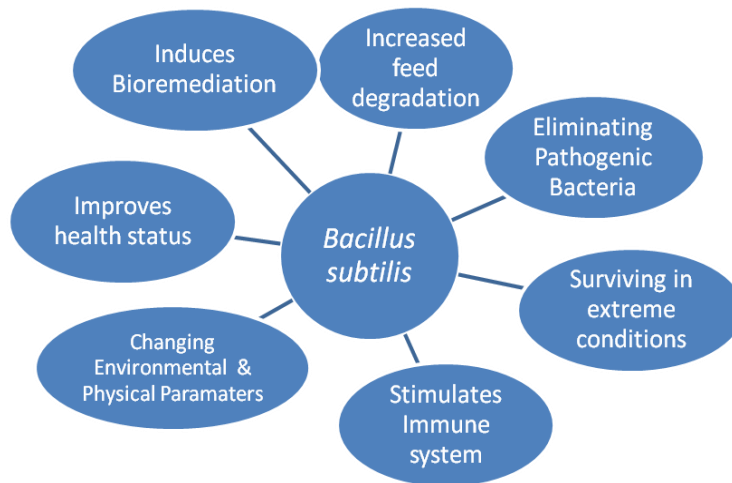 Induces
Bioremediation
Increased
feed
degradation
Eliminating
Pathogenic
Bacteria
Improves
health status
Bacillus
subtilis
Surviving in
extreme
conditions
Changing
Environmental &
Physical Paramaters
Stimulates
Immune
system